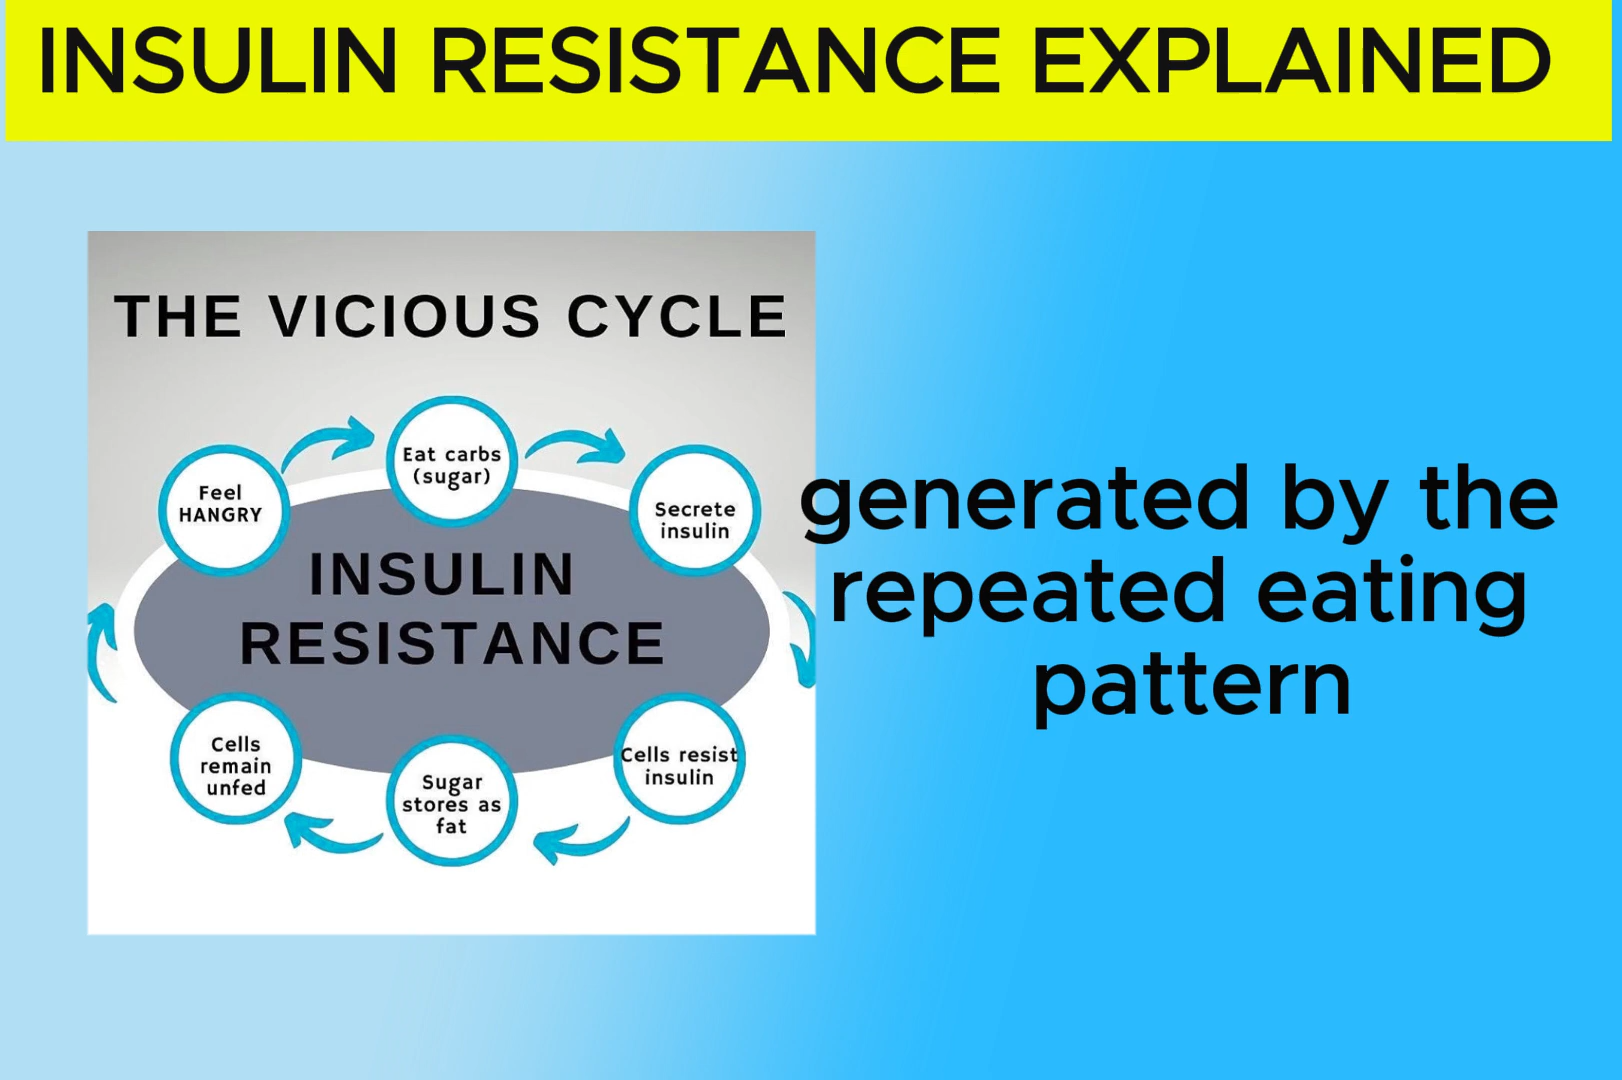 INSULIN RESISTANCE EXPLAINED
THE VICIOUS CYCLE
Eat carbs
(sugar)
Secrete
insulin
Cells resist
insulin
Sugar
stores as
fat
Cells
remain
unfed
Feel
HANGRY
INSULIN
RESISTANCE
generated by the
repeated eating
pattern